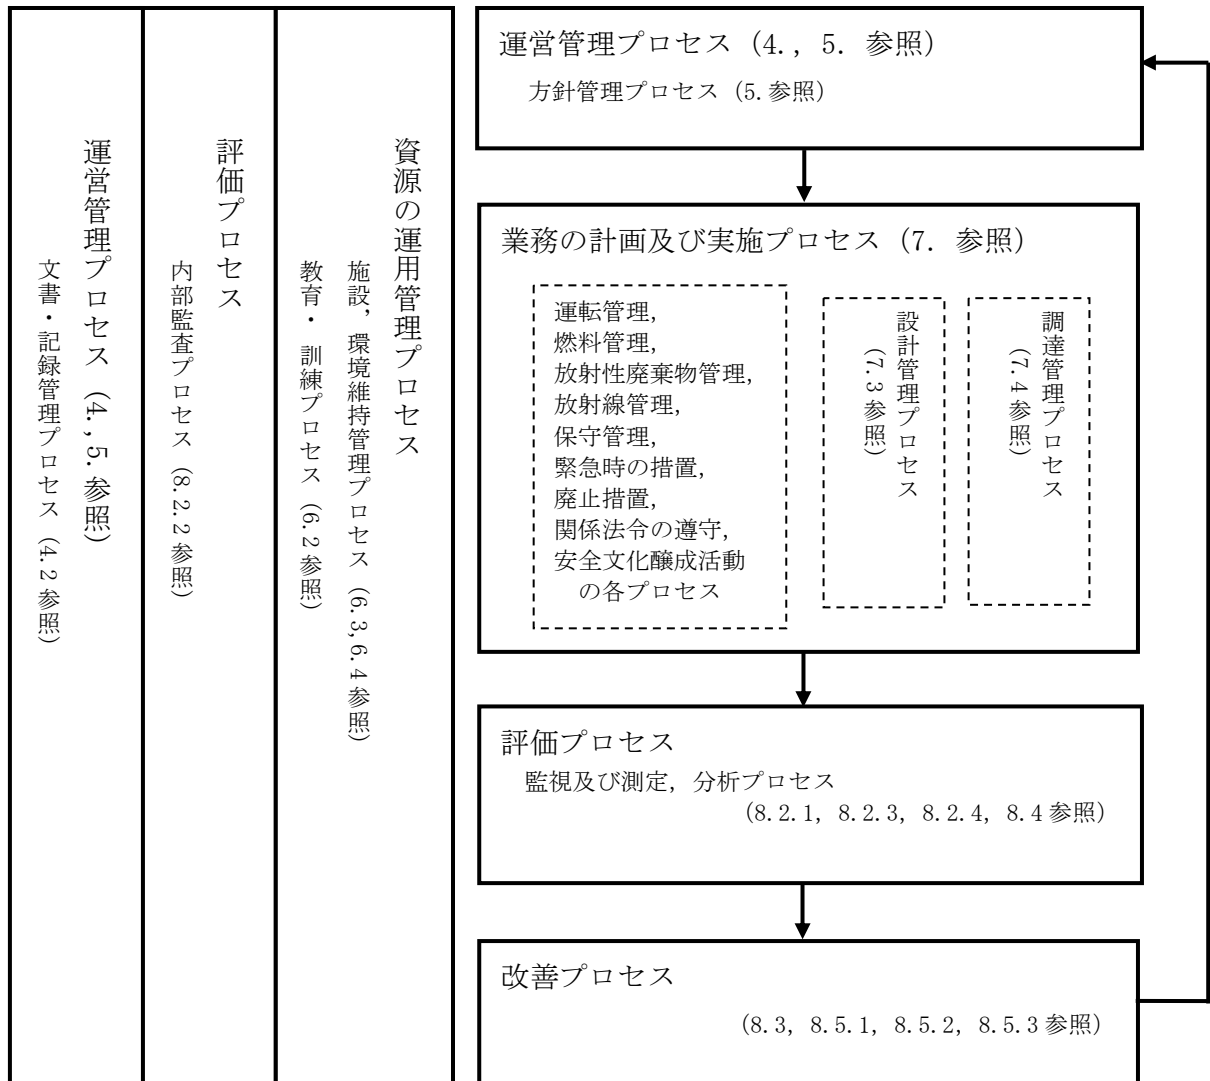 運営管理プロセス（4.，5．参照）
文書・記録管理プロセス（4.2参照）
評価プロセス
内部監査プロセス（8.2.2参照）
資源の運用管理プロセス
施設，環境維持管理プロセス（6.3,6.4参照）
教育・ 訓練プロセス（6.2参照）
運営管理プロセス（4.，5．参照）
方針管理プロセス（5.参照）
業務の計画及び実施プロセス（7．参照）
運転管理，
燃料管理，
放射性廃棄物管理，
放射線管理，
保守管理，
緊急時の措置，
廃止措置，
関係法令の遵守，
安全文化醸成活動
の各プロセス
設計管理プロセス
（7.3参照）
調達管理プロセス
（7.4参照）
評価プロセス
監視及び測定，分析プロセス
（8.2.1，8.2.3，8.2.4，8.4参照）
改善プロセス
（8.3，8.5.1，8.5.2，8.5.3参照）